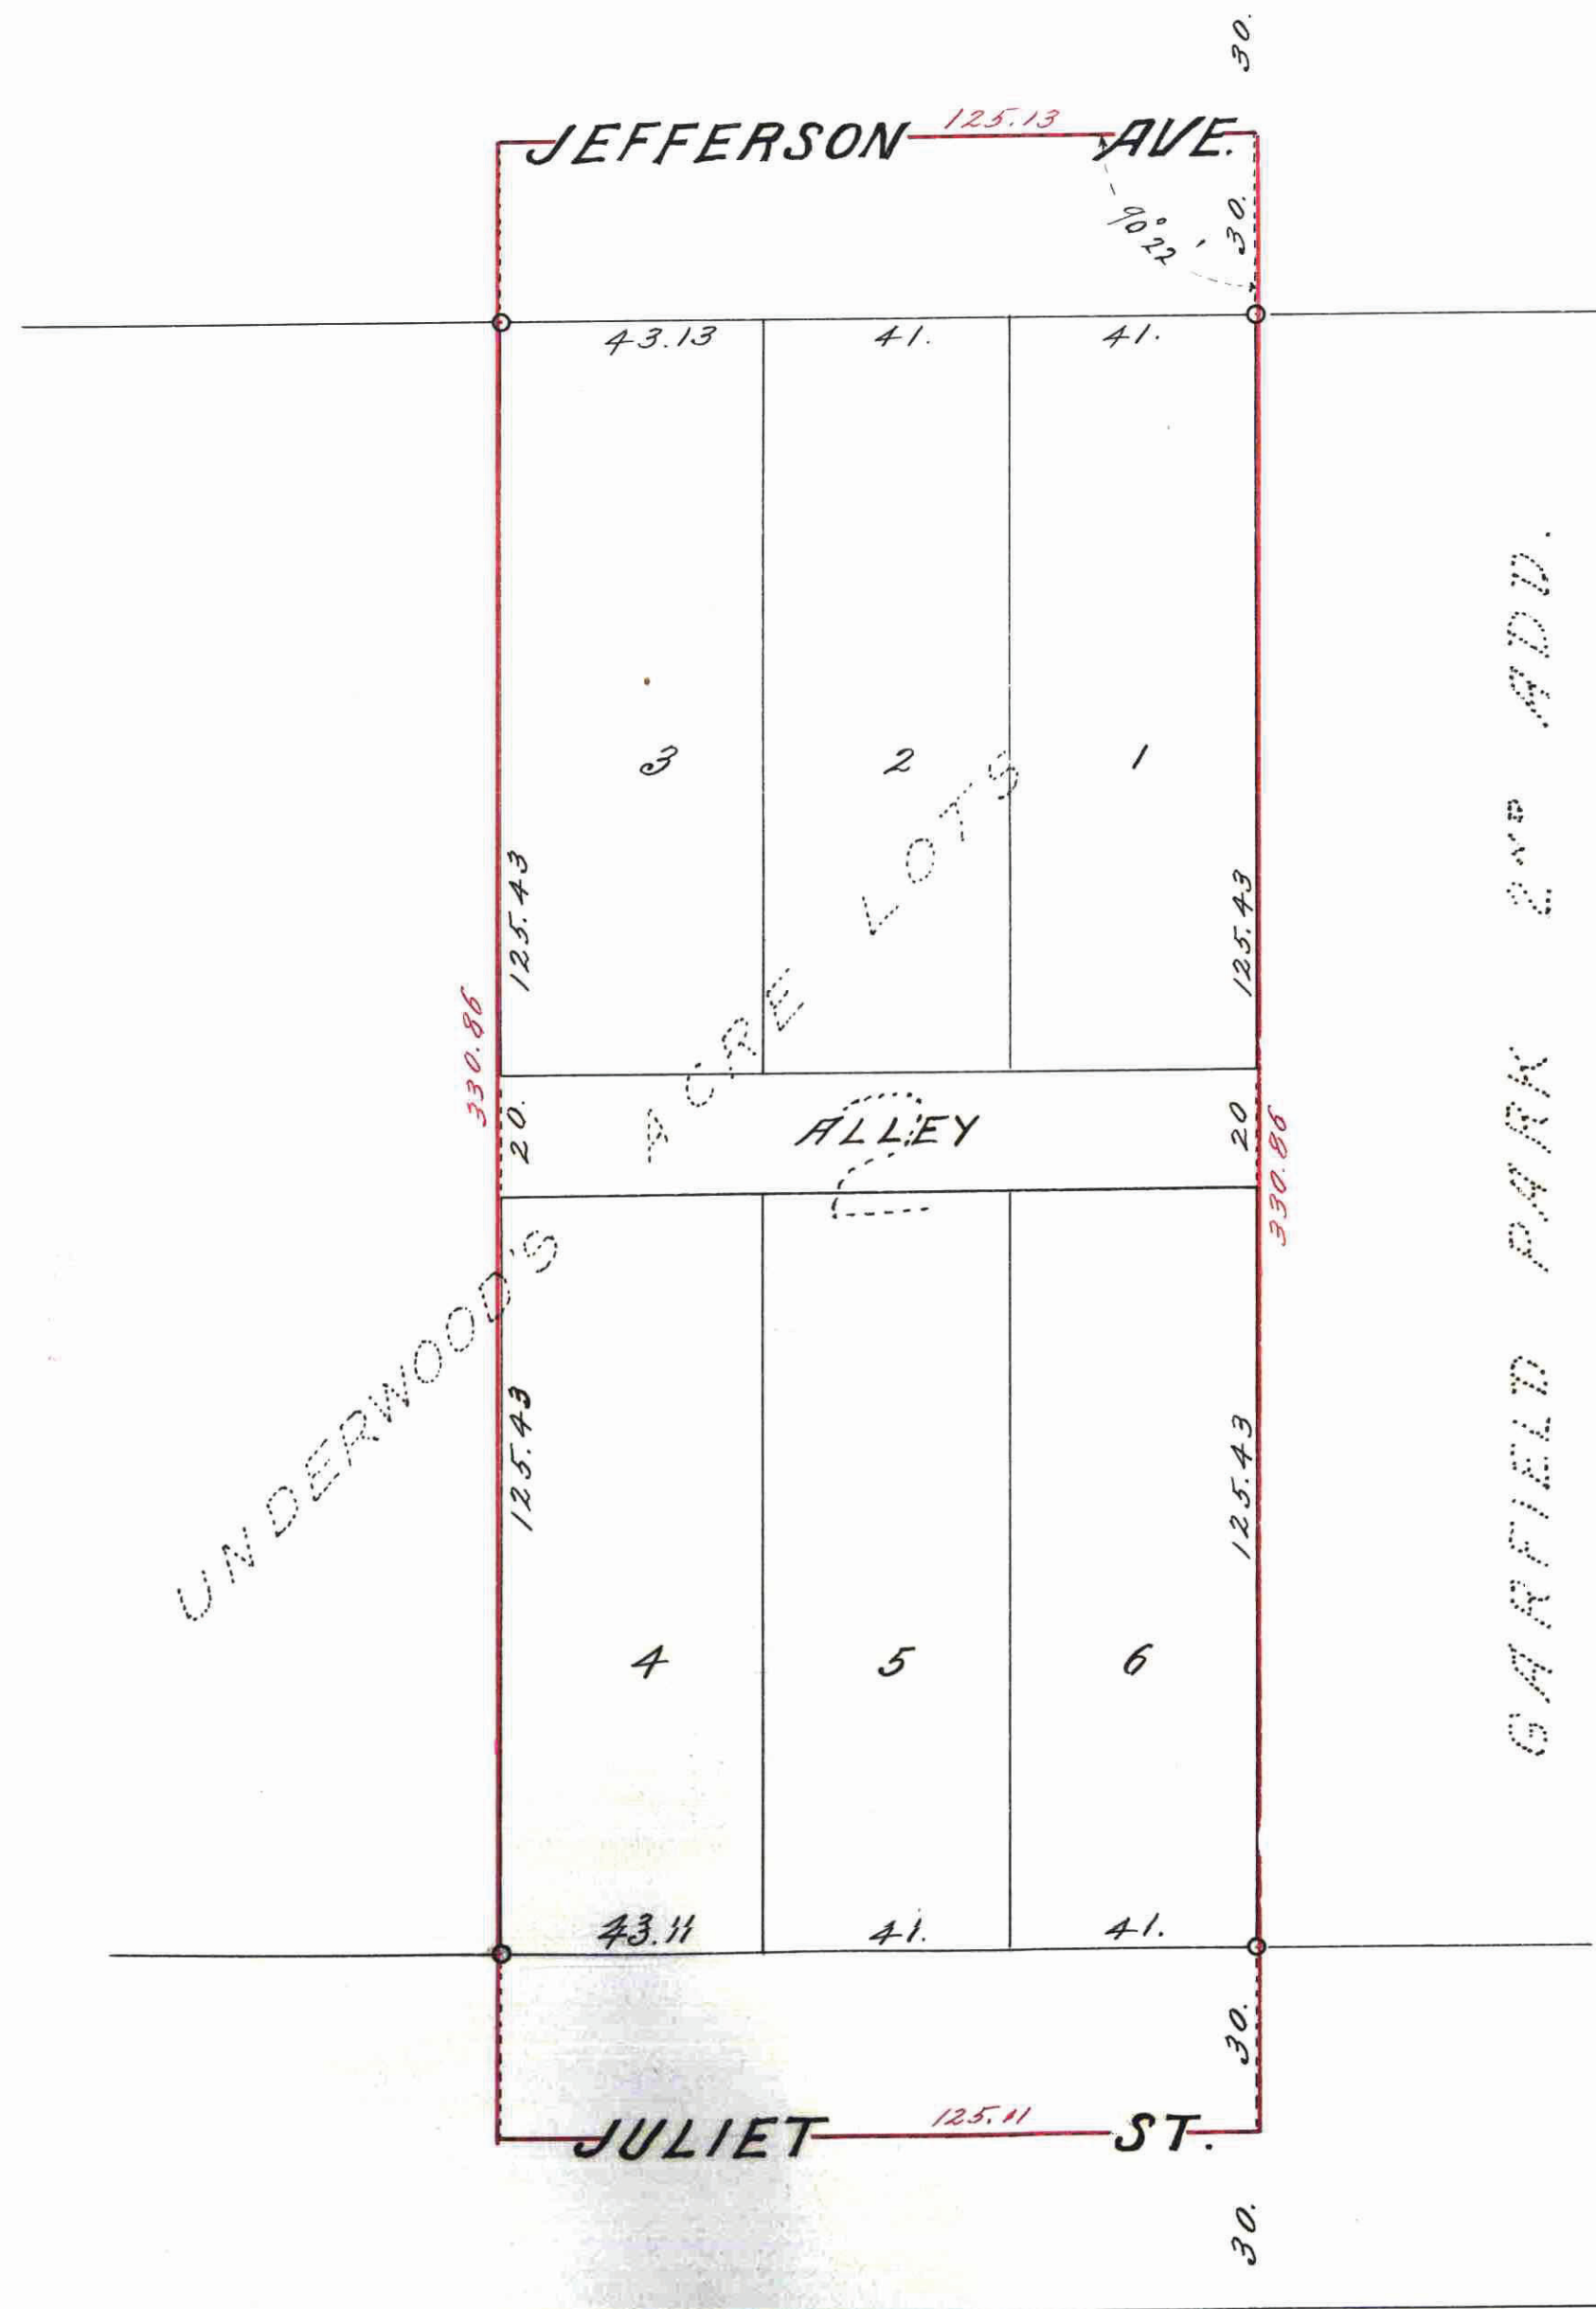 30.
JEFFERSON 125.13 AVE.
90° 22'
30.
43.13 41. 41.
3 2 1
125.43
125.43
330.86
UNDERWOOD'S ACRE LOTS
2
20.
ALLEY
20
330.86
GARFIELD PARK 2ND ADD.
125.43
125.43
4 5 6
43.11 41. 41.
30.
JULIET 125.11 ST.
30.